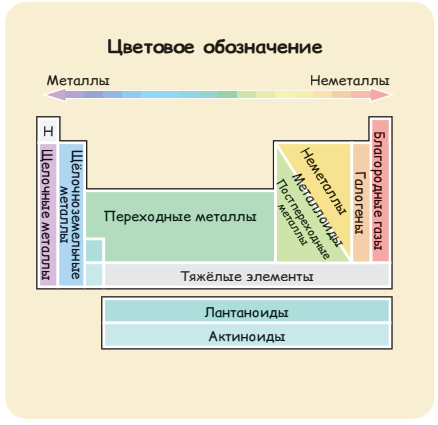 Цветовое обозначение
Металлы
Неметаллы
H
Щелочные металлы
Щёлочноземельные
металлы
Переходные металлы
Неметаллы
Металлоиды
Постпереходные
металлы
Галогены
Благородные газы
Тяжёлые элементы
Лантаноиды
Актиноиды